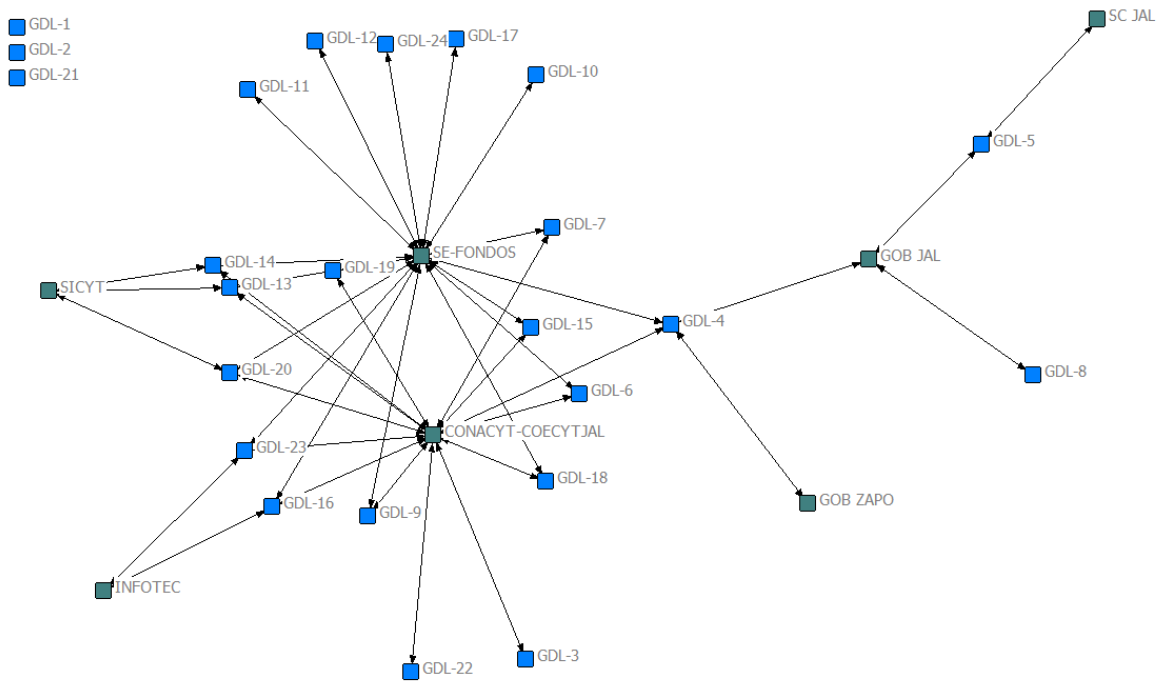 SC JAL
GDL-1
GDL-2
GDL-21
GDL-12
GDL-24
GDL-17
GDL-10
GDL-11
GDL-5
GDL-7
SE-FONDOS
GOB JAL
GDL-14
GDL-19
GDL-13
SICYT
GDL-15
GDL-4
GDL-20
GDL-8
GDL-6
CONACYT-COECYTJAL
GDL-23
GDL-18
GDL-16
GDL-9
GOB ZAPO
INFOTEC
GDL-22
GDL-3